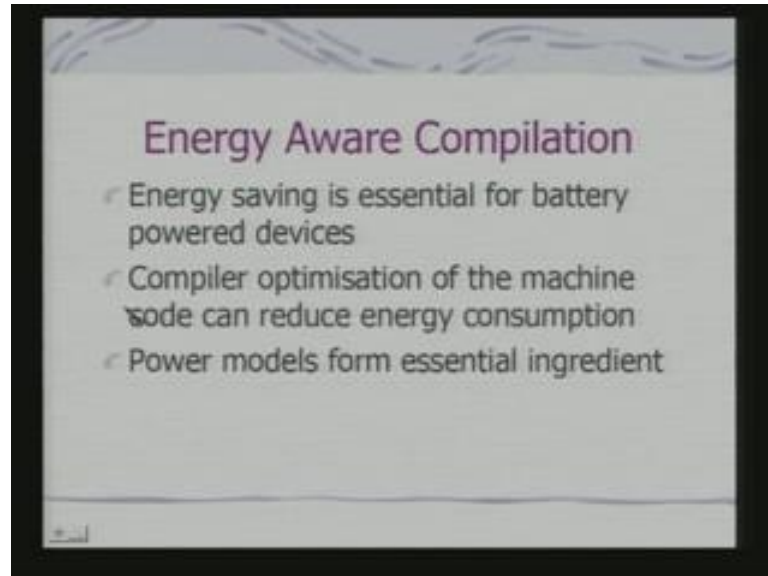 Energy Aware Compilation
Energy saving is essential for battery
powered devices
Compiler optimisation of the machine
code can reduce energy consumption
Power models form essential ingredient